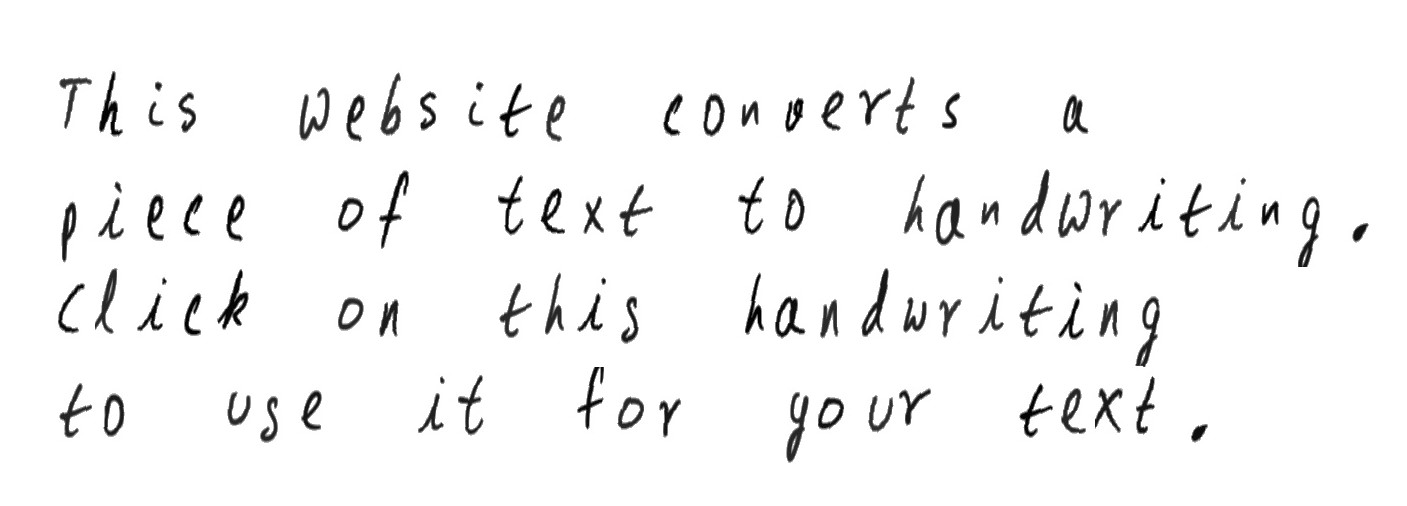 This website converts a
piece of text to handwriting.
Click on this handwriting
to use it for your text.